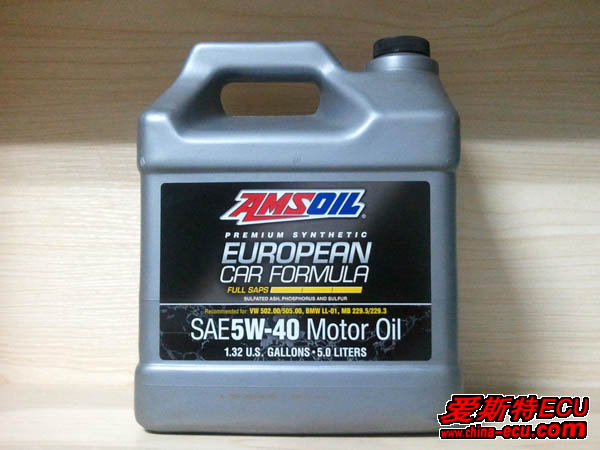 AMSOIL®
PREMIUM SYNTHETIC
EUROPEAN
CAR FORMULA
FULL SAPS
SULFATED ASH, PHOSPHORUS AND SULFUR
Recommended for: VW 502.00/505.00, BMW LL-01, MB 229.5/229.3
SAE 5W-40 Motor Oil
1.32 U.S. GALLONS • 5.0 LITERS
爱斯特ECU
www.china-ecu.com